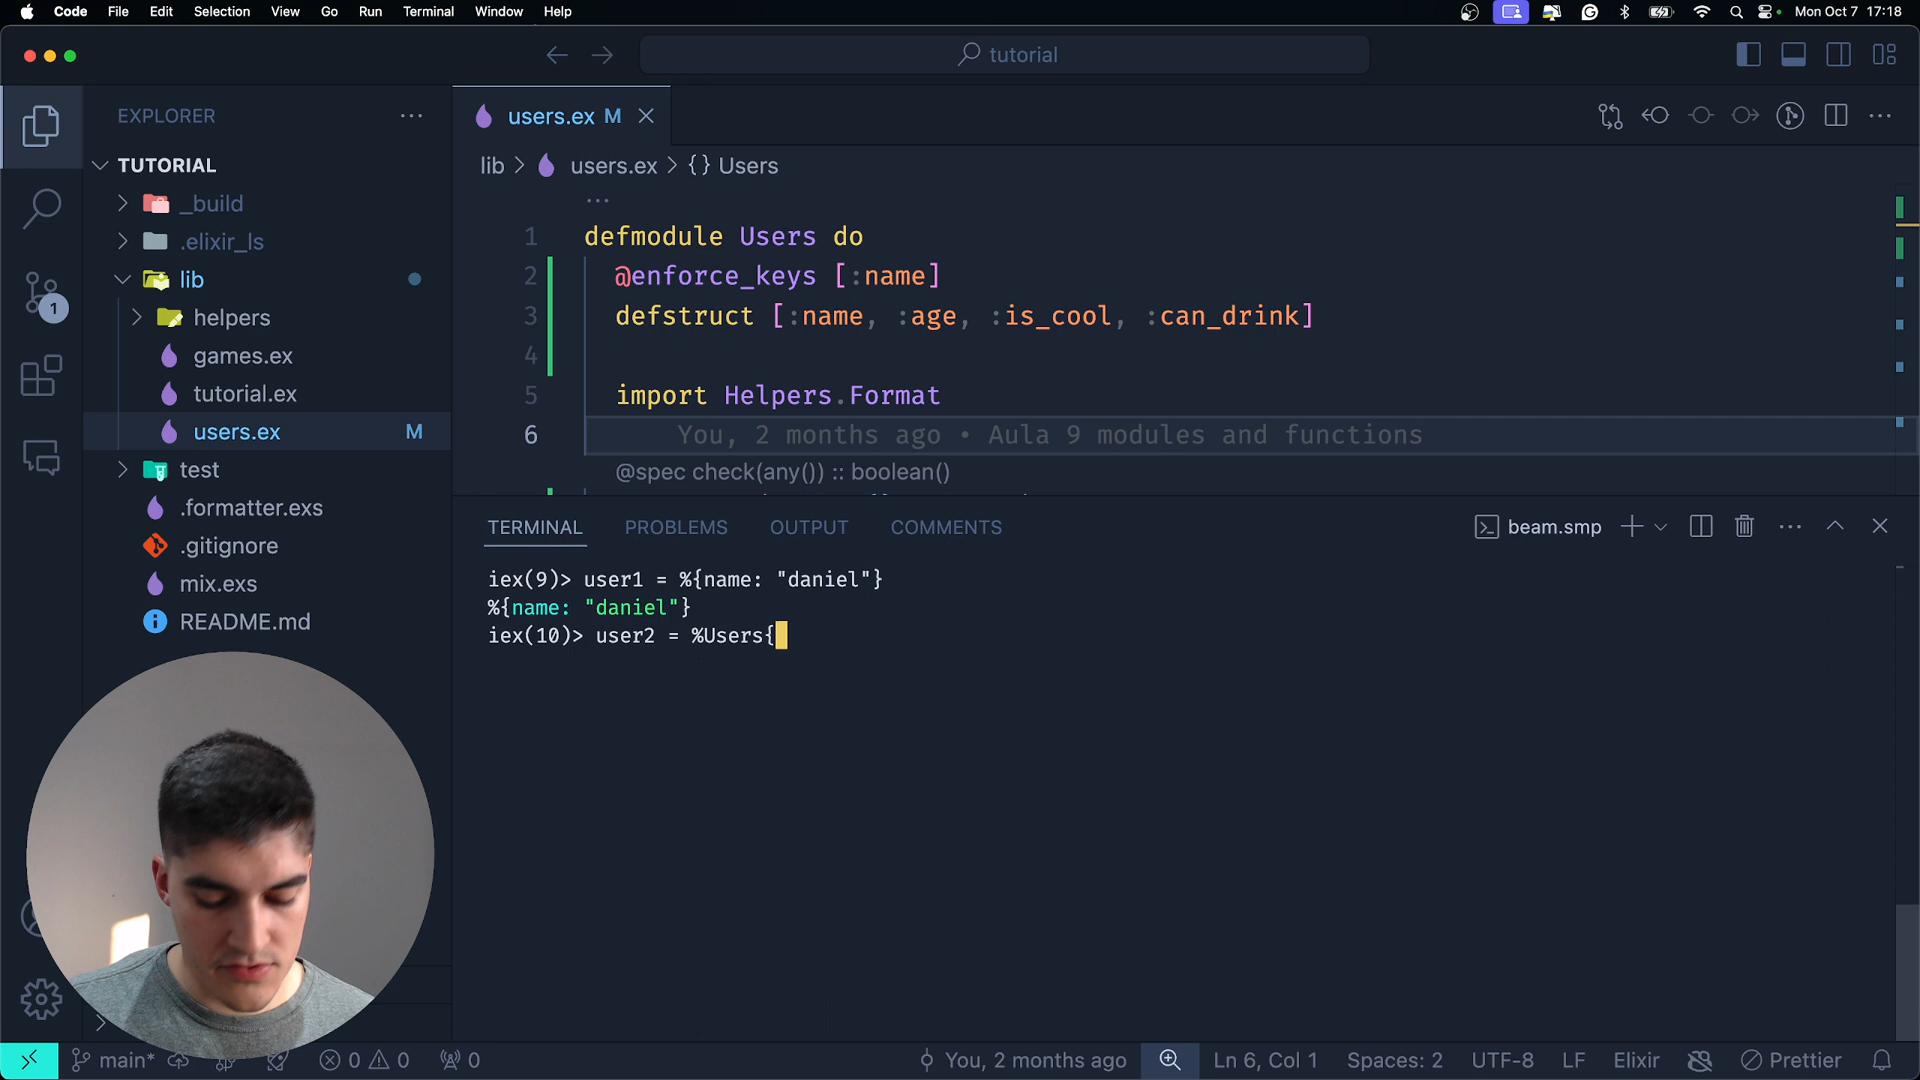 Code File Edit Selection View Go Run Terminal Window Help Mon Oct 7 17:18
tutorial
EXPLORER
TUTORIAL
_build
.elixir_ls
lib
helpers
games.ex
tutorial.ex
users.ex M
test
.formatter.exs
.gitignore
mix.exs
README.md
1
users.ex M
lib > users.ex > {} Users
1 defmodule Users do
2 @enforce_keys [:name]
3 defstruct [:name, :age, :is_cool, :can_drink]
4
5 import Helpers.Format
6 You, 2 months ago • Aula 9 modules and functions
@spec check(any()) :: boolean()
TERMINAL PROBLEMS OUTPUT COMMENTS beam.smp
iex(9)> user1 = %{name: "daniel"}
%{name: "daniel"}
iex(10)> user2 = %Users{
main* 0 0 0 You, 2 months ago Ln 6, Col 1 Spaces: 2 UTF-8 LF Elixir Prettier